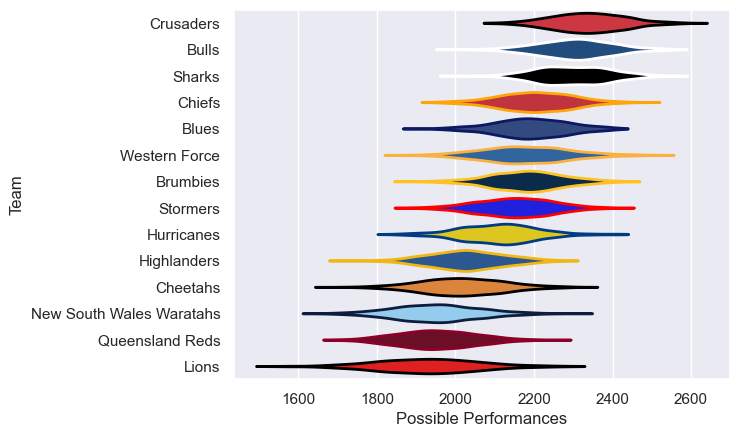 Crusaders
Bulls
Sharks
Chiefs
Blues
Western Force
Brumbies
Stormers
Hurricanes
Highlanders
Cheetahs
New South Wales Waratahs
Queensland Reds
Lions
Team
1600 1800 2000 2200 2400 2600
Possible Performances